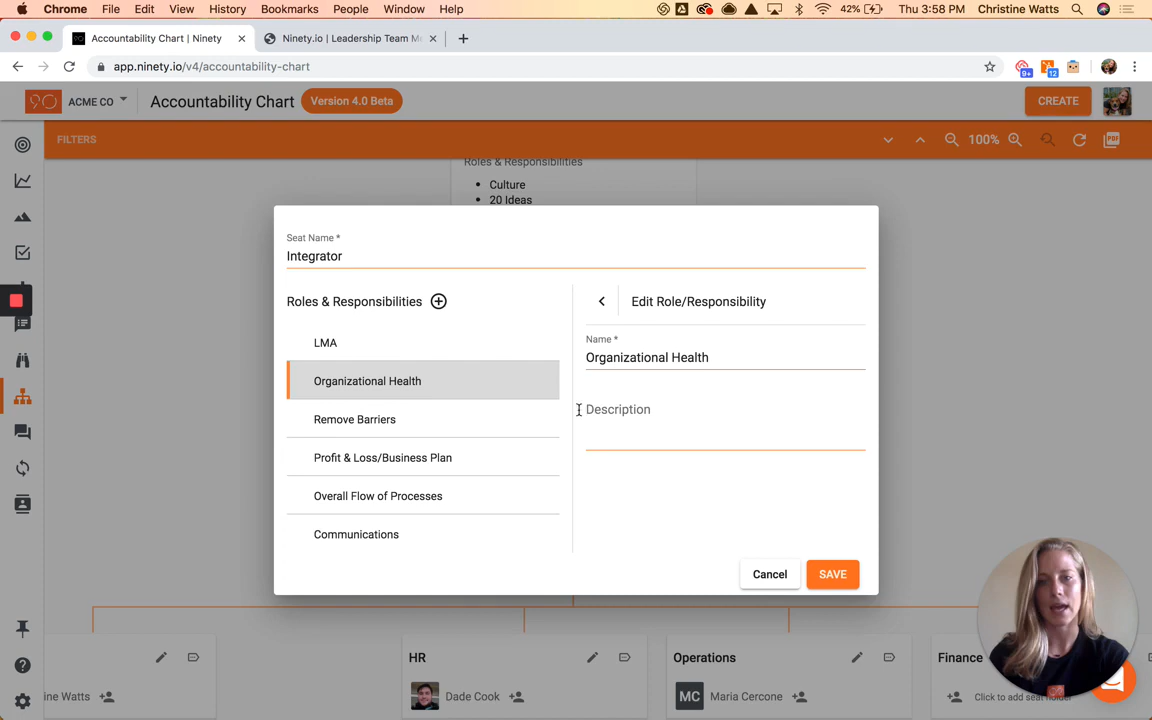 Chrome File Edit View History Bookmarks People Window Help 42% Thu 3:58 PM Christine Watts
Accountability Chart | Ninety
Ninety.io | Leadership Team M
app.ninety.io/v4/accountability-chart
9+ 12
90 ACME CO Accountability Chart Version 4.0 Beta CREATE
FILTERS 100% PDF
Roles & Responsibilities
• Culture
• 20 Ideas
Seat Name *
Integrator
Roles & Responsibilities
LMA
Organizational Health
Remove Barriers
Profit & Loss/Business Plan
Overall Flow of Processes
Communications
Edit Role/Responsibility
Name *
Organizational Health
Description
Cancel SAVE
HR Operations Finance
ine Watts Dade Cook MC Maria Cercone Click to add seat holder